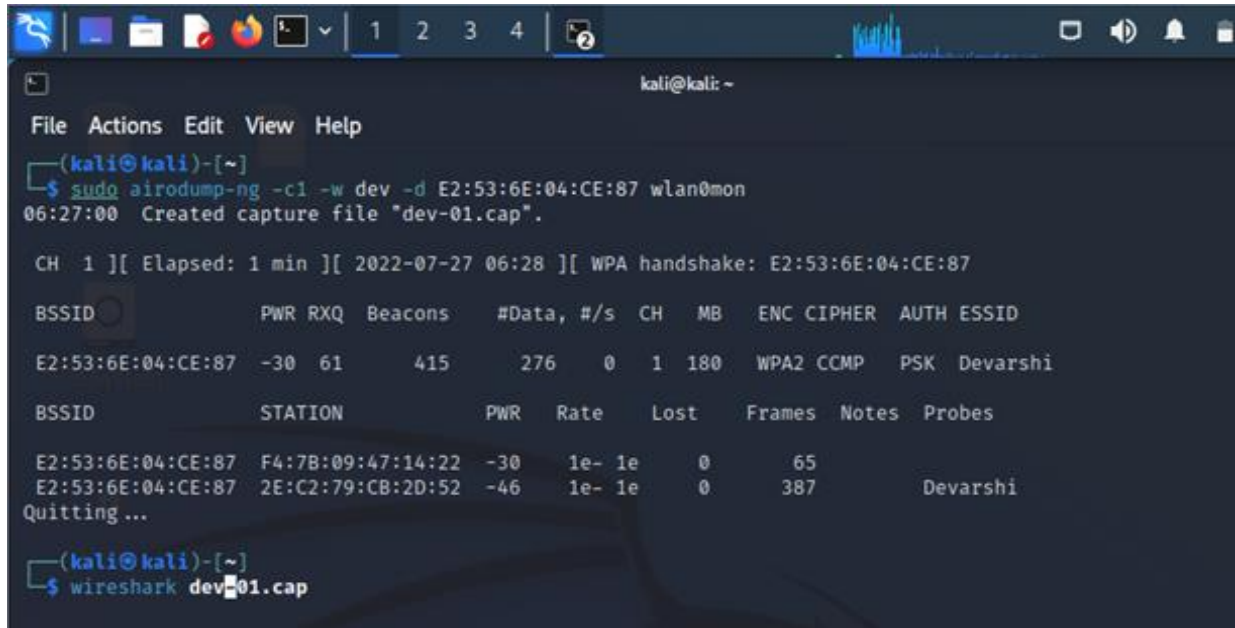 1 2 3 4 2
kali@kali: ~
File Actions Edit View Help
┌──(kali㉿kali)-[~]
└─$ sudo airodump-ng -c1 -w dev -d E2:53:6E:04:CE:87 wlan0mon
06:27:00 Created capture file "dev-01.cap".
CH 1 ][ Elapsed: 1 min ][ 2022-07-27 06:28 ][ WPA handshake: E2:53:6E:04:CE:87
BSSID PWR RXQ Beacons #Data, #/s CH MB ENC CIPHER AUTH ESSID
E2:53:6E:04:CE:87 -30 61 415 276 0 1 180 WPA2 CCMP PSK Devarshi
BSSID STATION PWR Rate Lost Frames Notes Probes
E2:53:6E:04:CE:87 F4:7B:09:47:14:22 -30 1e- 1e 0 65
E2:53:6E:04:CE:87 2E:C2:79:CB:2D:52 -46 1e- 1e 0 387 Devarshi
Quitting ...
┌──(kali㉿kali)-[~]
└─$ wireshark dev-01.cap